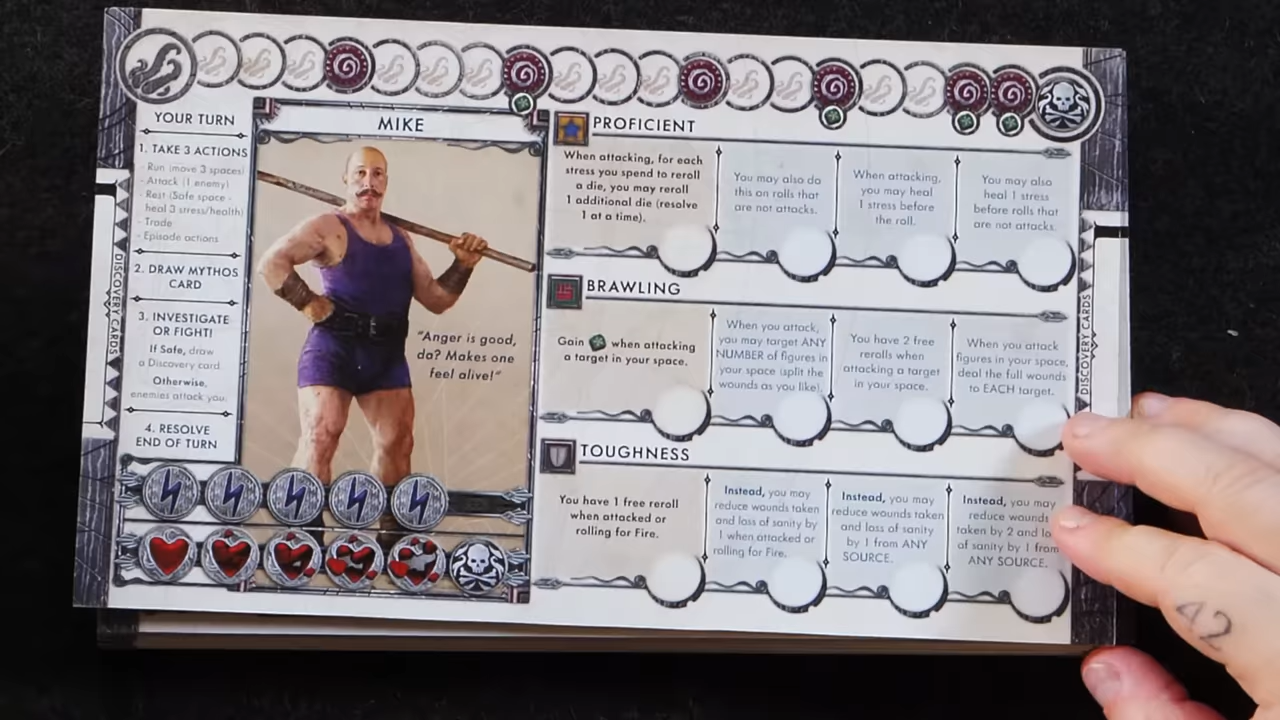 YOUR TURN
1. TAKE 3 ACTIONS
- Run (move 3 spaces)
- Attack (1 enemy)
- Rest (Safe space -
heal 3 stress/health)
- Trade
- Episode actions
2. DRAW MYTHOS
CARD
3. INVESTIGATE
OR FIGHT!
If Safe, draw
a Discovery card.
Otherwise,
enemies attack you.
4. RESOLVE
END OF TURN
DISCOVERY CARDS
MIKE
"Anger is good,
da? Makes one
feel alive!"
PROFICIENT
When attacking, for each
stress you spend to reroll
a die, you may reroll
1 additional die (resolve
1 at a time).
You may also do
this on rolls that
are not attacks.
When attacking,
you may heal
1 stress before
the roll.
You may also
heal 1 stress
before rolls that
are not attacks.
BRAWLING
Gain when attacking
a target in your space.
When you attack,
you may target ANY
NUMBER of figures in
your space (split the
wounds as you like).
You have 2 free
rerolls when
attacking a target
in your space.
When you attack
figures in your space,
deal the full wounds
to EACH target.
TOUGHNESS
You have 1 free reroll
when attacked or
rolling for Fire.
Instead, you may
reduce wounds taken
and loss of sanity by
1 when attacked or
rolling for Fire.
Instead, you may
reduce wounds taken
and loss of sanity
by 1 from ANY
SOURCE.
Instead, you may
reduce wounds
taken by 2 and
of sanity by 1 from
ANY SOURCE.
DISCOVERY CARDS
42